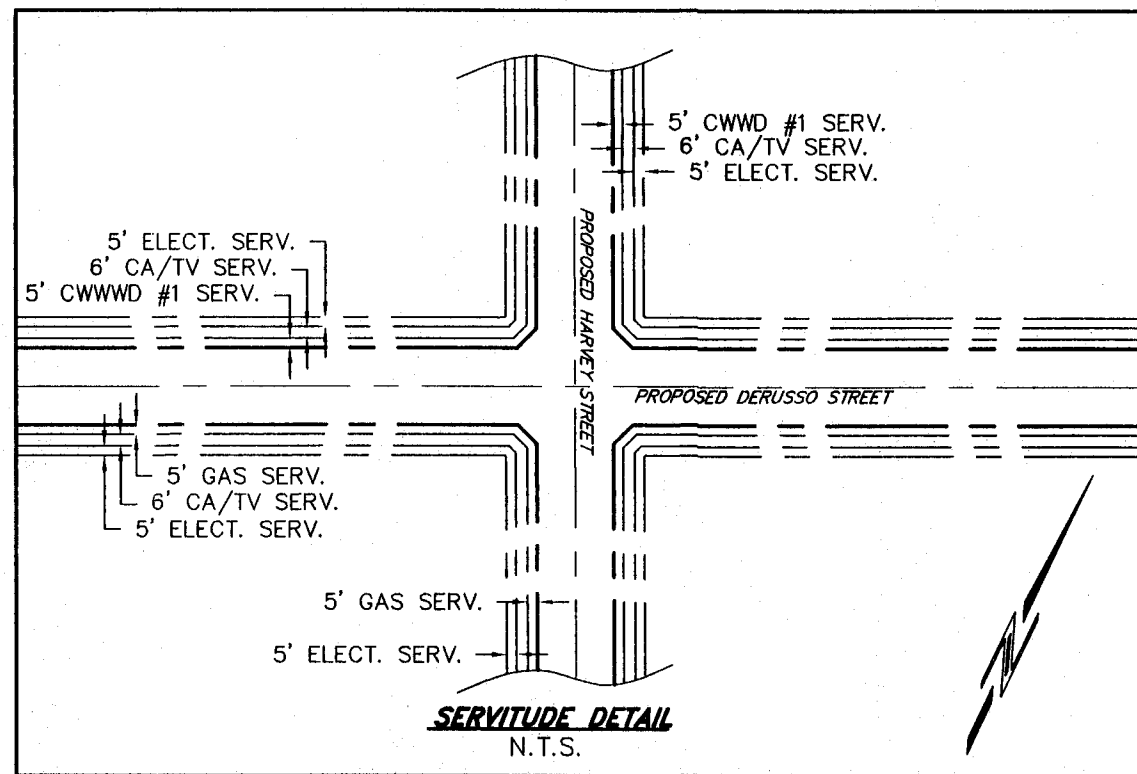 5' CWWD #1 SERV.
6' CA/TV SERV.
5' ELECT. SERV.
5' ELECT. SERV.
6' CA/TV SERV.
5' CWWWD #1 SERV.
PROPOSED HARVEY STREET
PROPOSED DERUSSO STREET
5' GAS SERV.
6' CA/TV SERV.
5' ELECT. SERV.
5' GAS SERV.
5' ELECT. SERV.
N
SERVITUDE DETAIL
N.T.S.